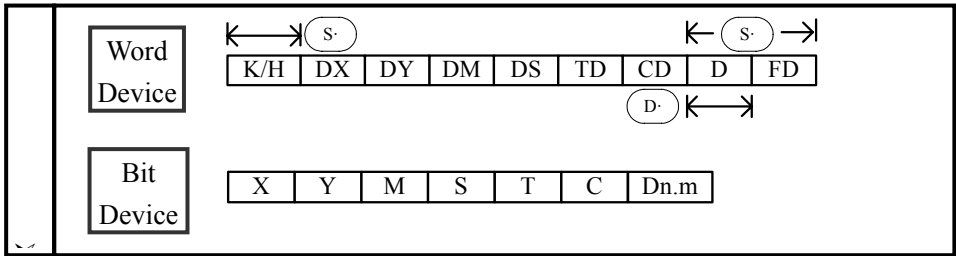 Word
Device
S·
S·
K/H DX DY DM DS TD CD D FD
D·
Bit
Device
X Y M S T C Dn.m